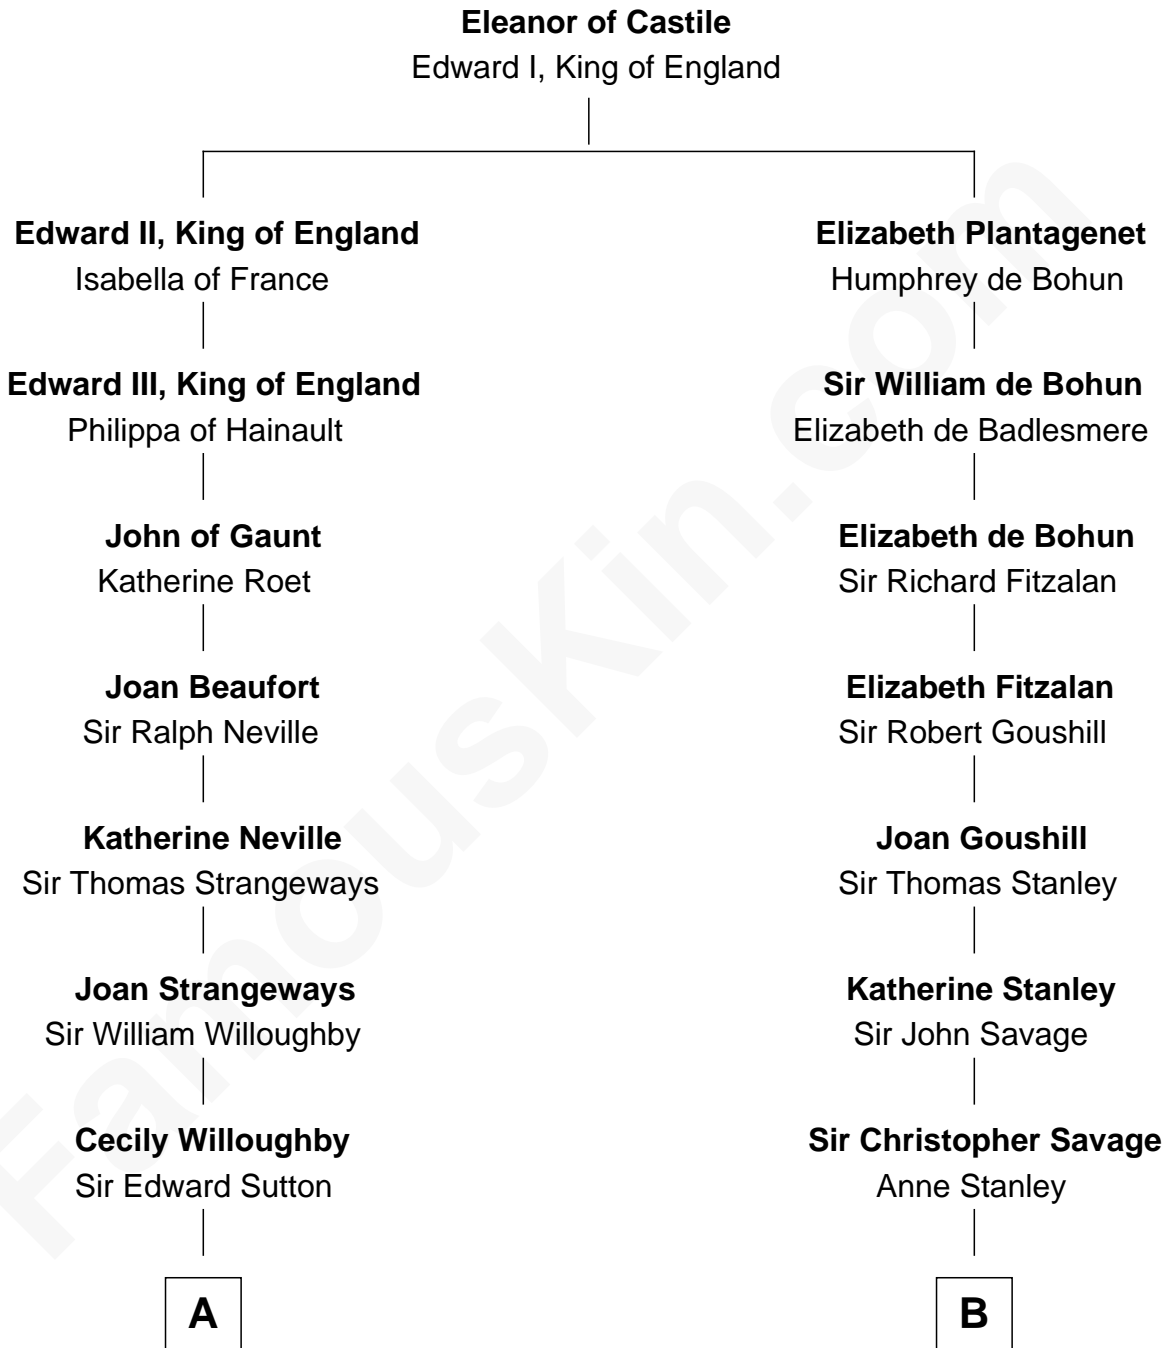 Eleanor of Castile
Edward I, King of England
Edward II, King of England
Isabella of France
Elizabeth Plantagenet
Humphrey de Bohun
Edward III, King of England
Philippa of Hainault
Sir William de Bohun
Elizabeth de Badlesmere
John of Gaunt
Katherine Roet
Elizabeth de Bohun
Sir Richard Fitzalan
Joan Beaufort
Sir Ralph Neville
Elizabeth Fitzalan
Sir Robert Goushill
Katherine Neville
Sir Thomas Strangeways
Joan Goushill
Sir Thomas Stanley
Joan Strangeways
Sir William Willoughby
Katherine Stanley
Sir John Savage
Cecily Willoughby
Sir Edward Sutton
Sir Christopher Savage
Anne Stanley
A
B
FamousKin.com